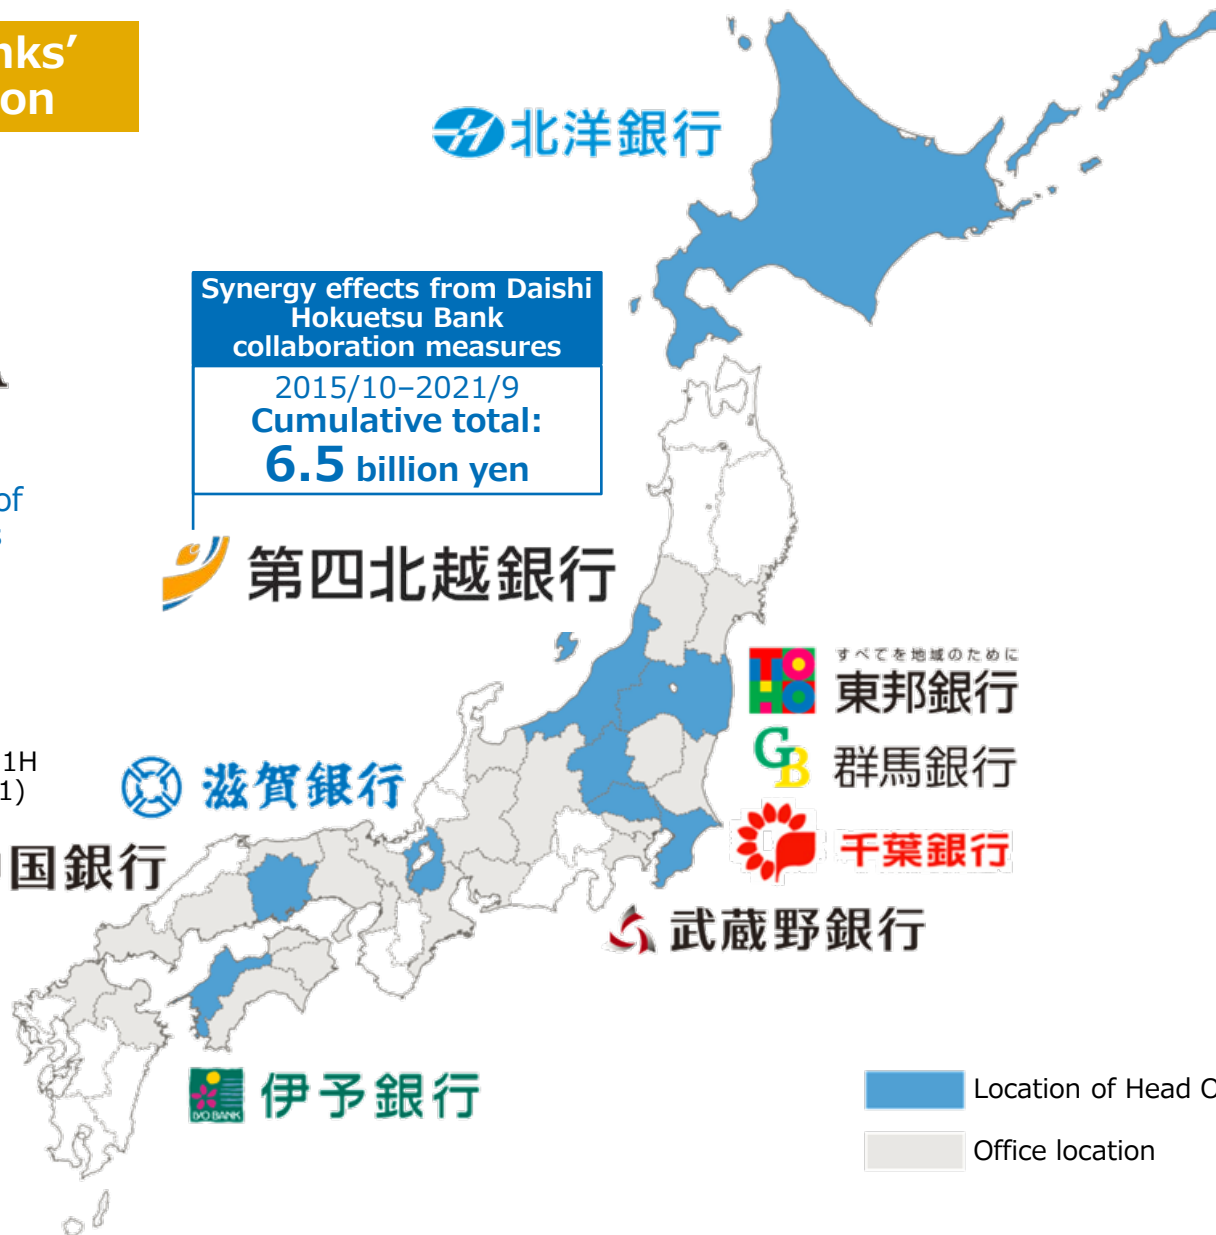 nks’
on
北洋銀行
Synergy effects from Daishi
Hokuetsu Bank
collaboration measures
2015/10–2021/9
Cumulative total:
6.5 billion yen
of
第四北越銀行
すべてを地域のために
TOHO
東邦銀行
GB
群馬銀行
1H
1)
滋賀銀行
千葉銀行
国銀行
武蔵野銀行
IYO BANK
伊予銀行
Location of Head O
Office location